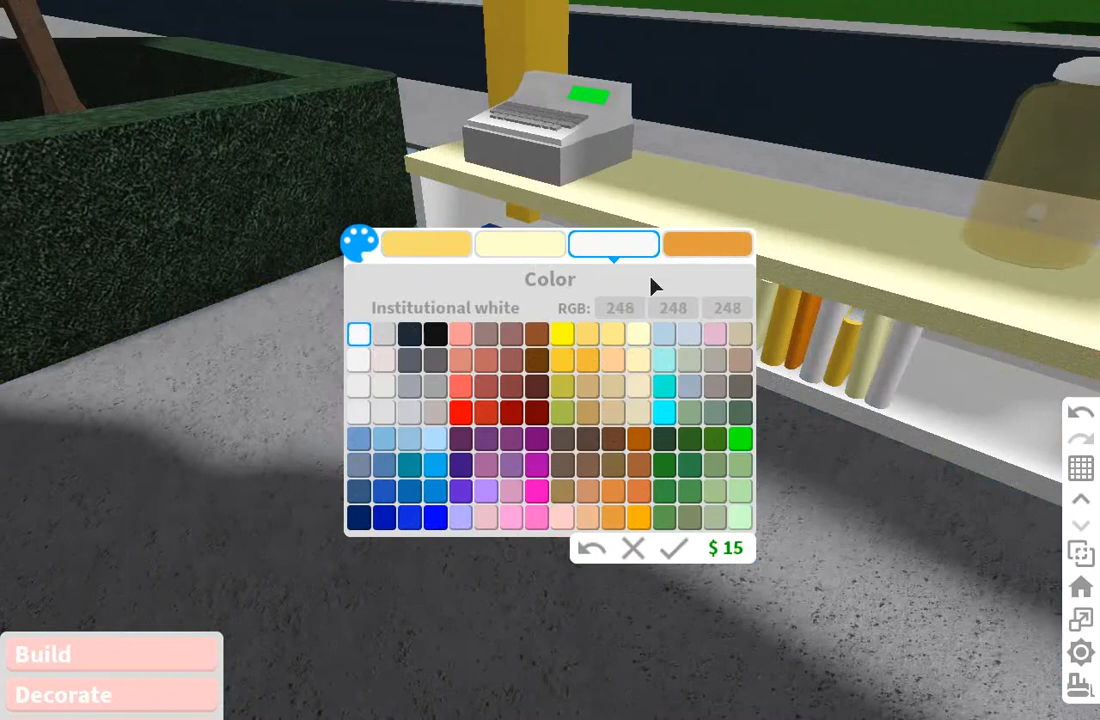 Color
Institutional white RGB: 248 248 248
$ 15
Build
Decorate